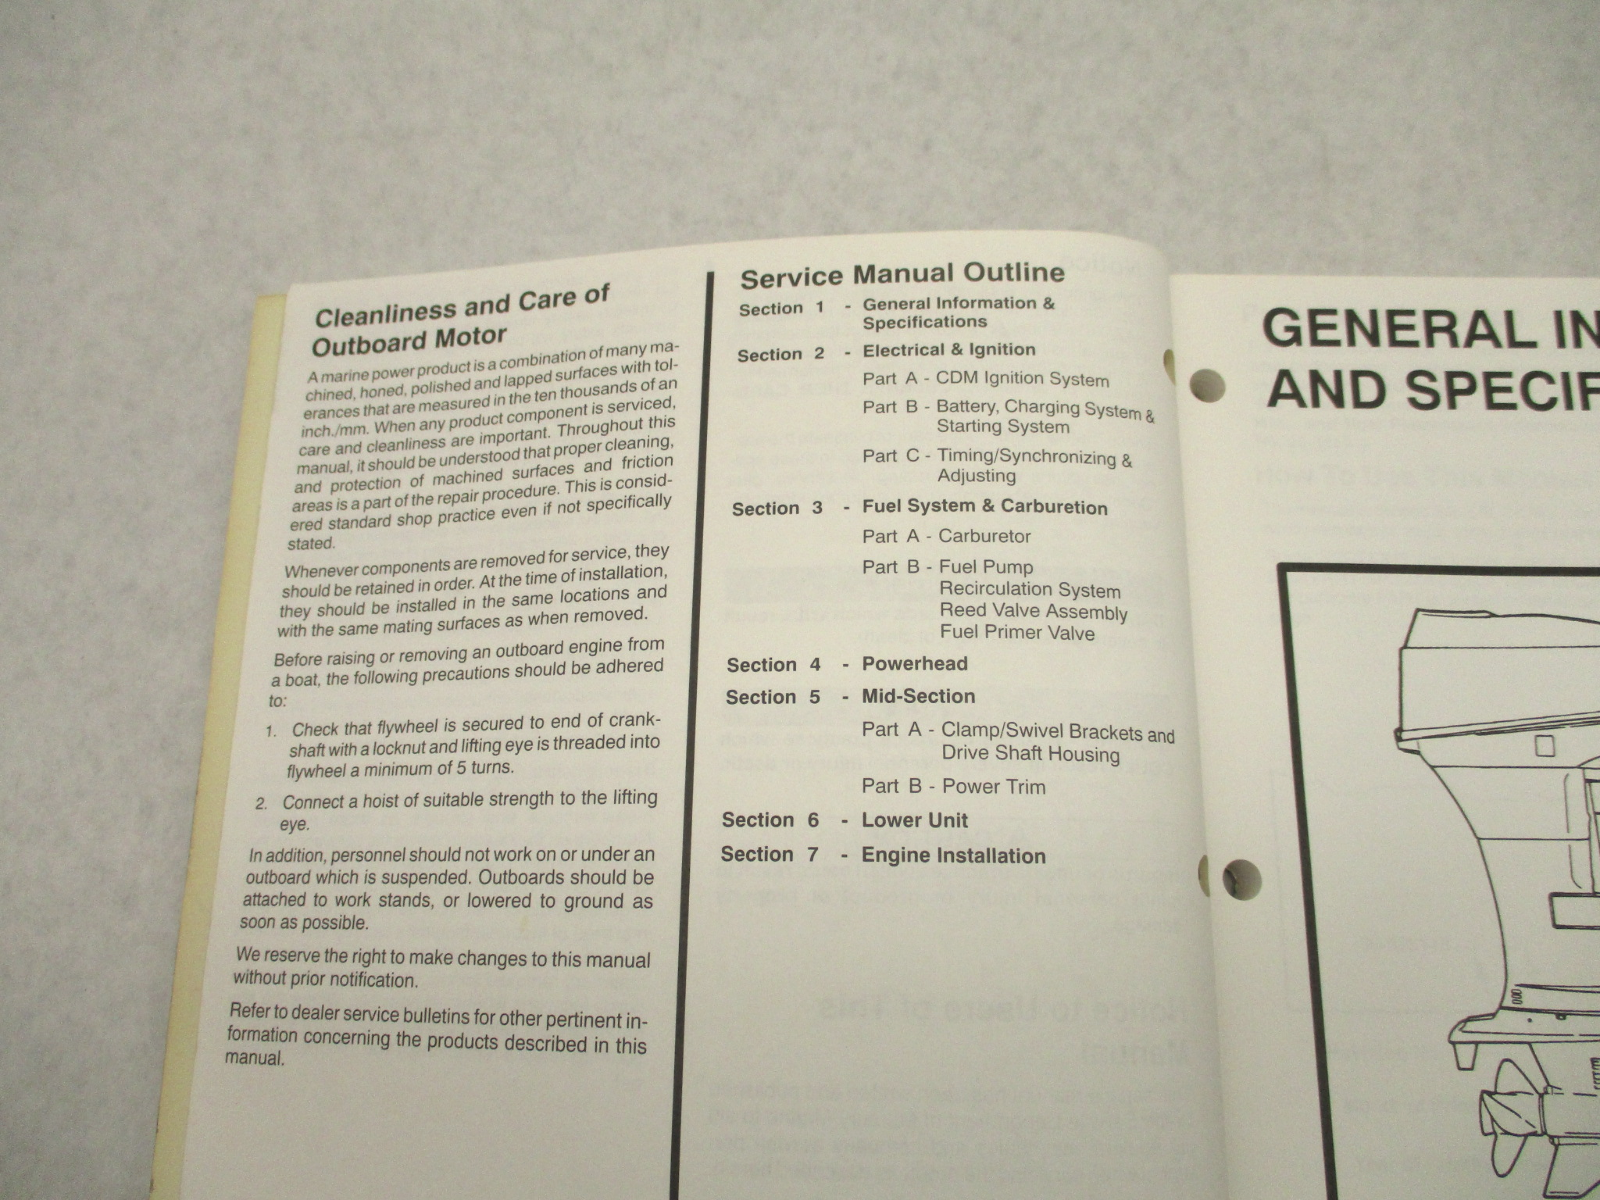 Cleanliness and Care of
Outboard Motor
A marine power product is a combination of many ma-
chined, honed, polished and lapped surfaces with tol-
erances that are measured in the ten thousands of an
inch./mm. When any product component is serviced,
care and cleanliness are important. Throughout this
manual, it should be understood that proper cleaning,
and protection of machined surfaces and friction
areas is a part of the repair procedure. This is consid-
ered standard shop practice even if not specifically
stated.
Whenever components are removed for service, they
should be retained in order. At the time of installation,
they should be installed in the same locations and
with the same mating surfaces as when removed.
Before raising or removing an outboard engine from
a boat, the following precautions should be adhered
to:
1. Check that flywheel is secured to end of crank-
shaft with a locknut and lifting eye is threaded into
flywheel a minimum of 5 turns.
2. Connect a hoist of suitable strength to the lifting
eye.
In addition, personnel should not work on or under an
outboard which is suspended. Outboards should be
attached to work stands, or lowered to ground as
soon as possible.
We reserve the right to make changes to this manual
without prior notification.
Refer to dealer service bulletins for other pertinent in-
formation concerning the products described in this
manual.
Service Manual Outline
Section 1 - General Information &
Specifications
Section 2 - Electrical & Ignition
Part A - CDM Ignition System
Part B - Battery, Charging System &
Starting System
Part C - Timing/Synchronizing &
Adjusting
Section 3 - Fuel System & Carburetion
Part A - Carburetor
Part B - Fuel Pump
Recirculation System
Reed Valve Assembly
Fuel Primer Valve
Section 4 - Powerhead
Section 5 - Mid-Section
Part A - Clamp/Swivel Brackets and
Drive Shaft Housing
Part B - Power Trim
Section 6 - Lower Unit
Section 7 - Engine Installation
GENERAL IN
AND SPECIF